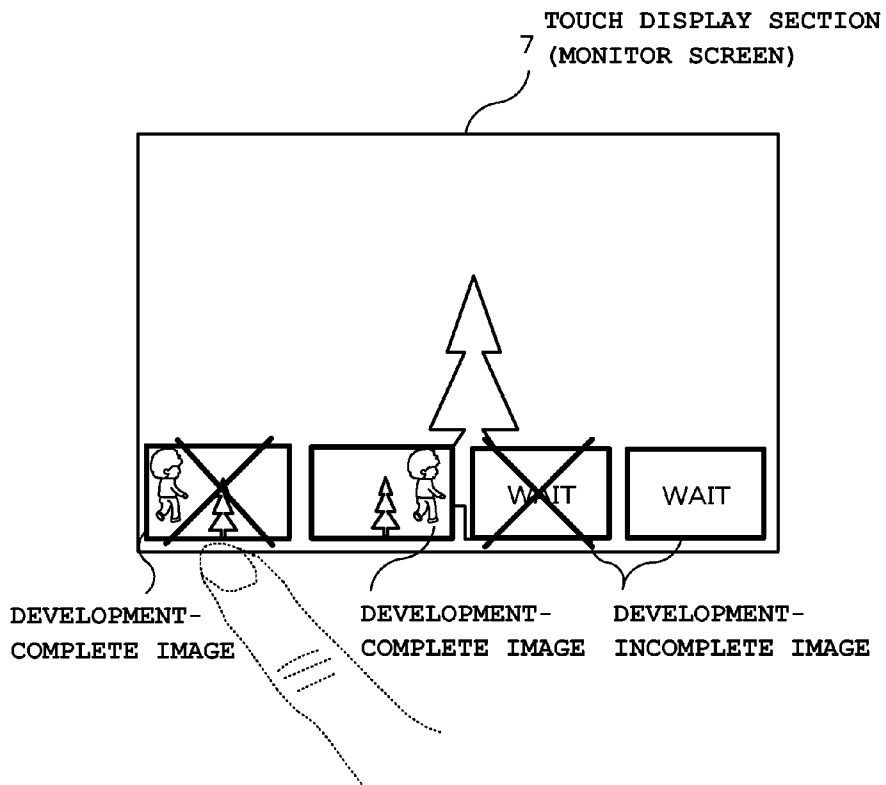 TOUCH DISPLAY SECTION
7
(MONITOR SCREEN)
WAIT
WAIT
DEVELOPMENT-
COMPLETE IMAGE
DEVELOPMENT-
COMPLETE IMAGE
DEVELOPMENT-
INCOMPLETE IMAGE